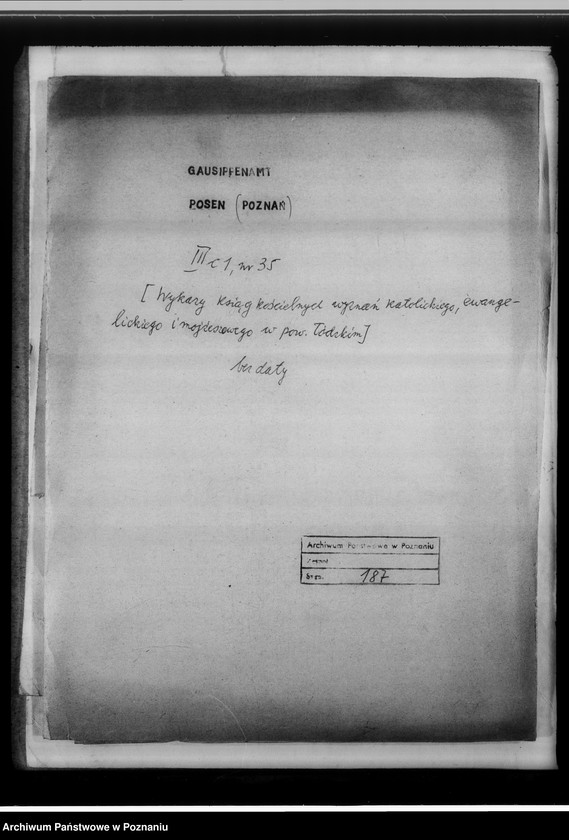 GAUSIPPENAMT
POSEN (POZNAŃ)
III c 1, nr 35
[Wykazy ksiąg kościelnych wyznań katolickiego, ewange-
lickiego i mojżeszowego w pow. Łódzkim]
bez daty
Archiwum Państwowe w Poznaniu
Zespół
Sygn. 187
Archiwum Państwowe w Poznaniu